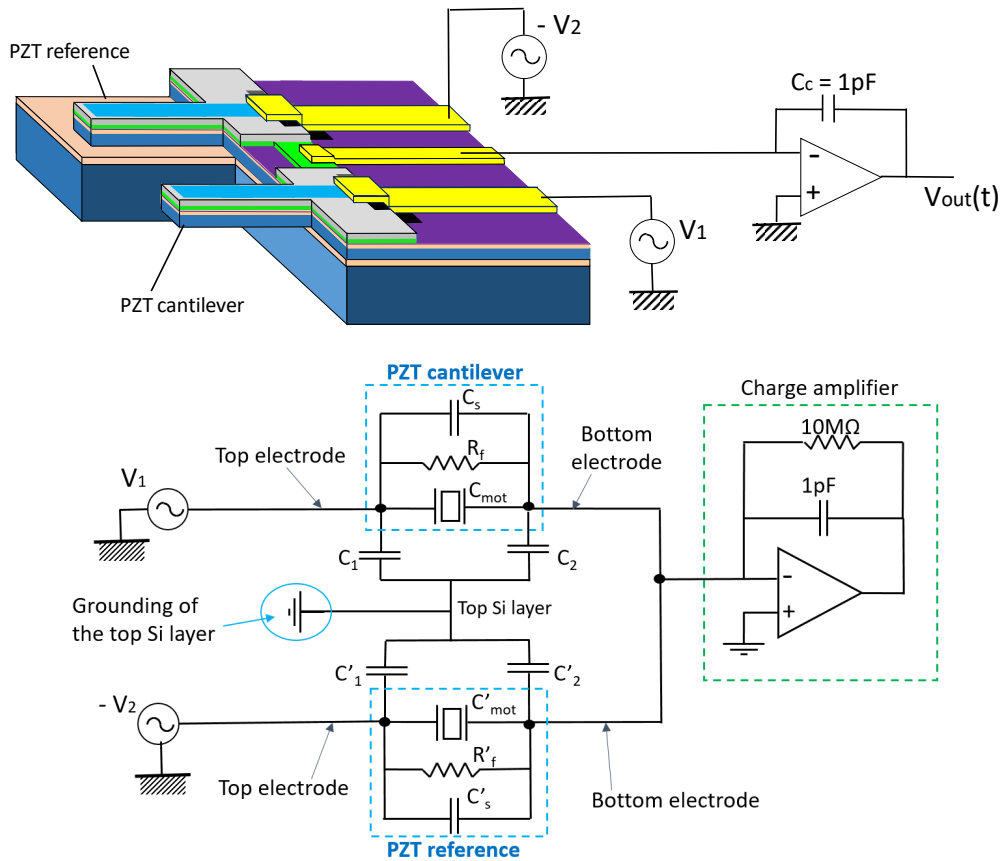 PZT reference
- V2
Cc = 1pF
-
+
Vout(t)
V1
PZT cantilever
PZT cantilever
Charge amplifier
Cs
10MΩ
Top electrode
Rf
Bottom
electrode
V1
Cmot
1pF
C1
C2
-
+
Grounding of
the top Si layer
Top Si layer
C'1
C'2
- V2
C'mot
R'f
Top electrode
C's
Bottom electrode
PZT reference